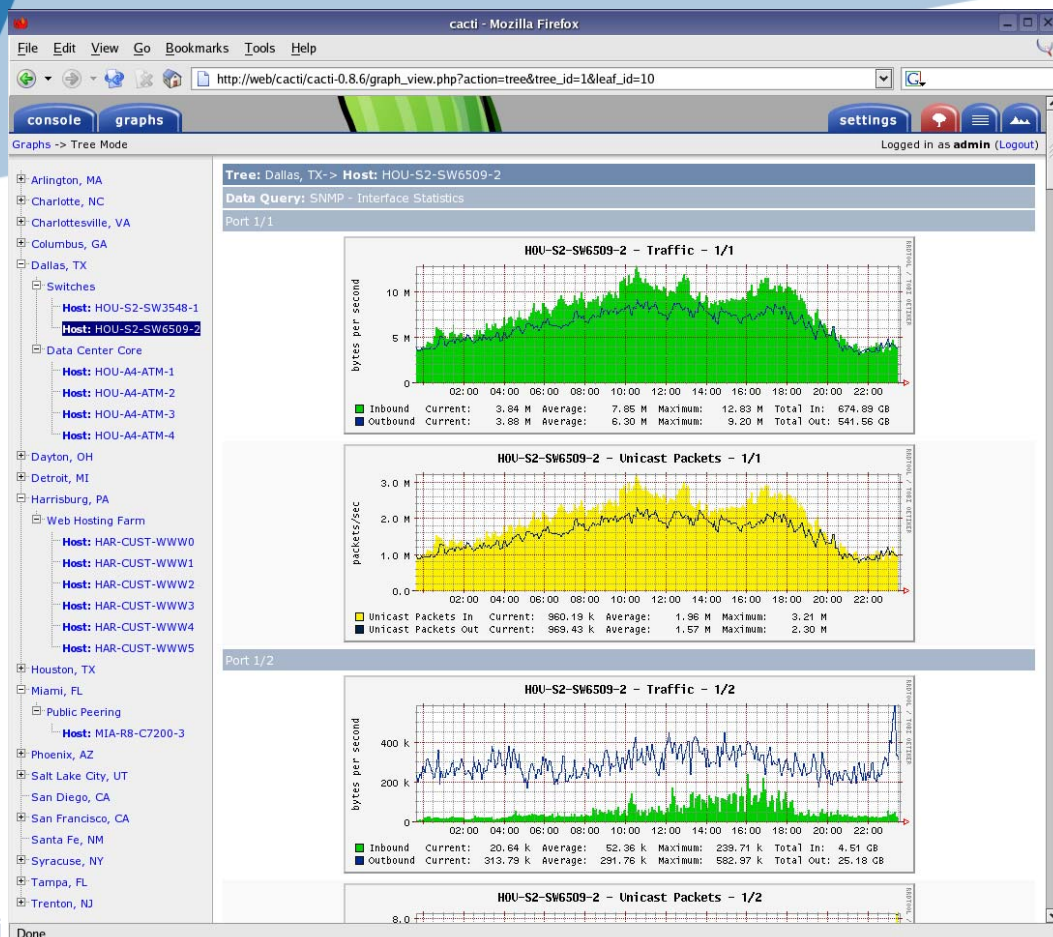 cacti - Mozilla Firefox
File Edit View Go Bookmarks Tools Help
http://web/cacti/cacti-0.8.6/graph_view.php?action=tree&tree_id=1&leaf_id=10
G
console graphs settings
Graphs -> Tree Mode Logged in as admin (Logout)
Arlington, MA
Charlotte, NC
Charlottesville, VA
Columbus, GA
Dallas, TX
Switches
Host: HOU-S2-SW3548-1
Host: HOU-S2-SW6509-2
Data Center Core
Host: HOU-A4-ATM-1
Host: HOU-A4-ATM-2
Host: HOU-A4-ATM-3
Host: HOU-A4-ATM-4
Dayton, OH
Detroit, MI
Harrisburg, PA
Web Hosting Farm
Host: HAR-CUST-WWW0
Host: HAR-CUST-WWW1
Host: HAR-CUST-WWW2
Host: HAR-CUST-WWW3
Host: HAR-CUST-WWW4
Host: HAR-CUST-WWW5
Houston, TX
Miami, FL
Public Peering
Host: MIA-R8-C7200-3
Phoenix, AZ
Salt Lake City, UT
San Diego, CA
San Francisco, CA
Santa Fe, NM
Syracuse, NY
Tampa, FL
Trenton, NJ
Tree: Dallas, TX-> Host: HOU-S2-SW6509-2
Data Query: SNMP - Interface Statistics
Port 1/1
HOU-S2-SW6509-2 - Traffic - 1/1
RRDTOOL / TOBI OETIKER
bytes per second
10 M
5 M
0
02:00 04:00 06:00 08:00 10:00 12:00 14:00 16:00 18:00 20:00 22:00
Inbound Current: 3.84 M Average: 7.85 M Maximum: 12.83 M Total In: 674.89 GB
Outbound Current: 3.88 M Average: 6.30 M Maximum: 9.20 M Total Out: 541.56 GB
HOU-S2-SW6509-2 - Unicast Packets - 1/1
RRDTOOL / TOBI OETIKER
packets/sec
3.0 M
2.0 M
1.0 M
0.0
02:00 04:00 06:00 08:00 10:00 12:00 14:00 16:00 18:00 20:00 22:00
Unicast Packets In Current: 960.19 k Average: 1.96 M Maximum: 3.21 M
Unicast Packets Out Current: 969.43 k Average: 1.57 M Maximum: 2.30 M
Port 1/2
HOU-S2-SW6509-2 - Traffic - 1/2
RRDTOOL / TOBI OETIKER
bytes per second
400 k
200 k
0
02:00 04:00 06:00 08:00 10:00 12:00 14:00 16:00 18:00 20:00 22:00
Inbound Current: 20.64 k Average: 52.36 k Maximum: 239.71 k Total In: 4.51 GB
Outbound Current: 313.79 k Average: 291.76 k Maximum: 582.97 k Total Out: 25.18 GB
HOU-S2-SW6509-2 - Unicast Packets - 1/2
8.0
Done